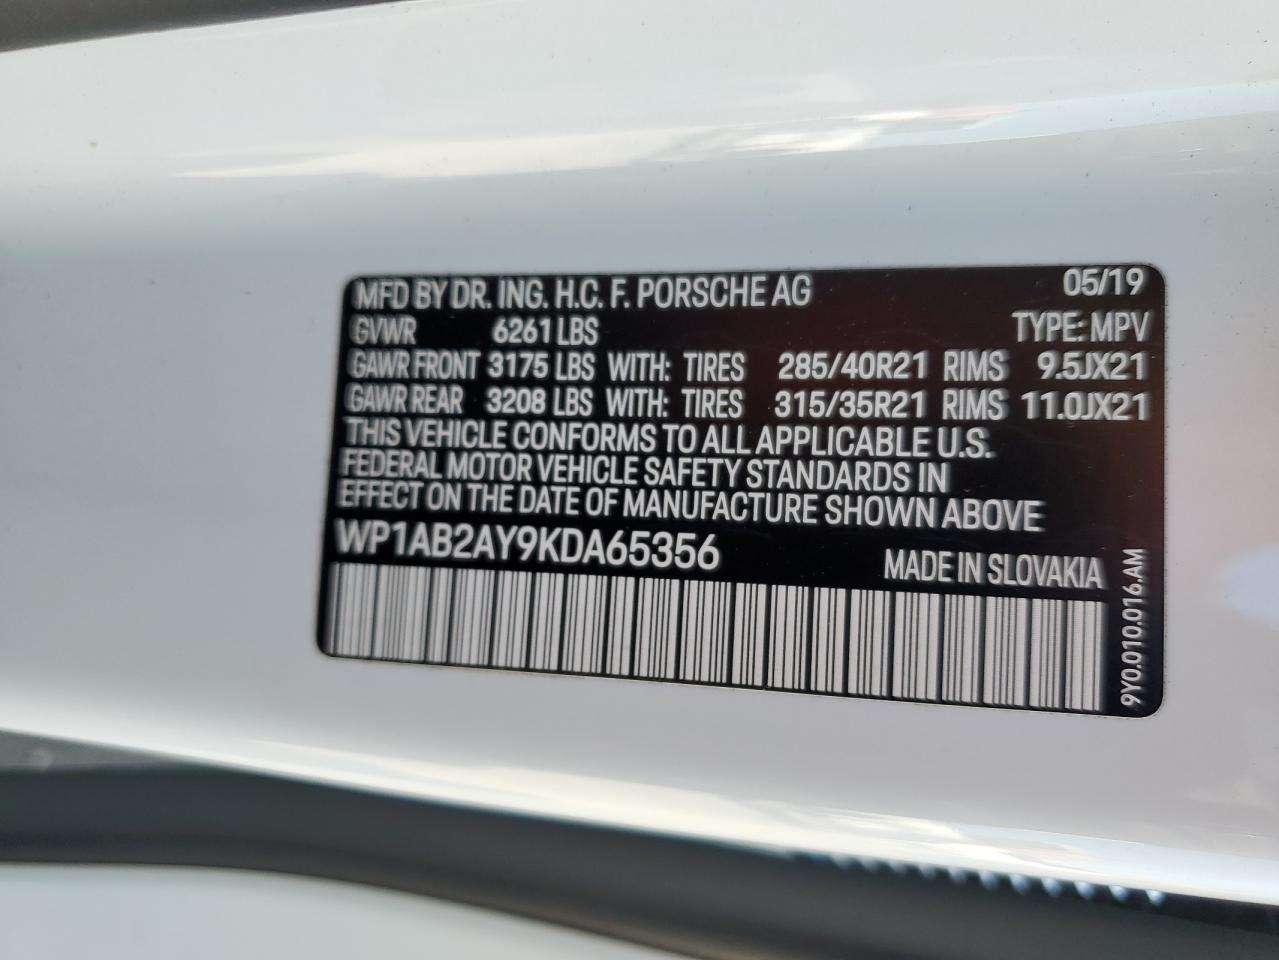 MFD BY DR. ING. H.C. F. PORSCHE AG 05/19
GVWR 6261 LBS TYPE: MPV
GAWR FRONT 3175 LBS WITH: TIRES 285/40R21 RIMS 9.5JX21
GAWR REAR 3208 LBS WITH: TIRES 315/35R21 RIMS 11.0JX21
THIS VEHICLE CONFORMS TO ALL APPLICABLE U.S.
FEDERAL MOTOR VEHICLE SAFETY STANDARDS IN
EFFECT ON THE DATE OF MANUFACTURE SHOWN ABOVE
WP1AB2AY9KDA65356 MADE IN SLOVAKIA
9Y0.010.016.AM